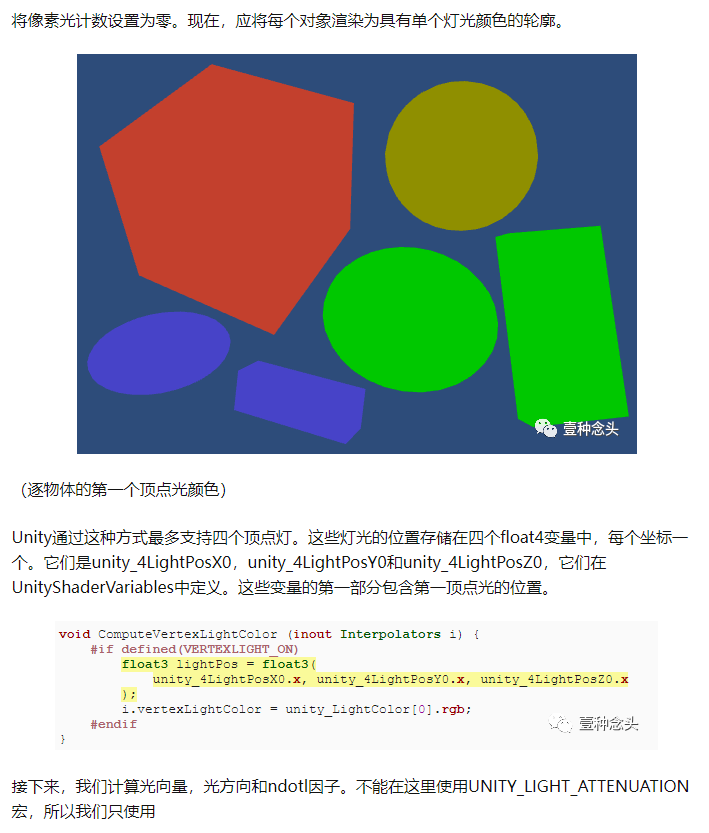 将像素光计数设置为零。现在，应将每个对象渲染为具有单个灯光颜色的轮廓。
壹种念头
（逐物体的第一个顶点光颜色）
Unity通过这种方式最多支持四个顶点灯。这些灯光的位置存储在四个float4变量中，每个坐标一
个。它们是unity_4LightPosX0，unity_4LightPosY0和unity_4LightPosZ0，它们在
UnityShaderVariables中定义。这些变量的第一部分包含第一顶点光的位置。
void ComputeVertexLightColor (inout Interpolators i) {
#if defined(VERTEXLIGHT_ON)
float3 lightPos = float3(
unity_4LightPosX0.x, unity_4LightPosY0.x, unity_4LightPosZ0.x
);
i.vertexLightColor = unity_LightColor[0].rgb;
#endif
}
壹种念头
接下来，我们计算光向量，光方向和ndotl因子。不能在这里使用UNITY_LIGHT_ATTENUATION
宏，所以我们只使用